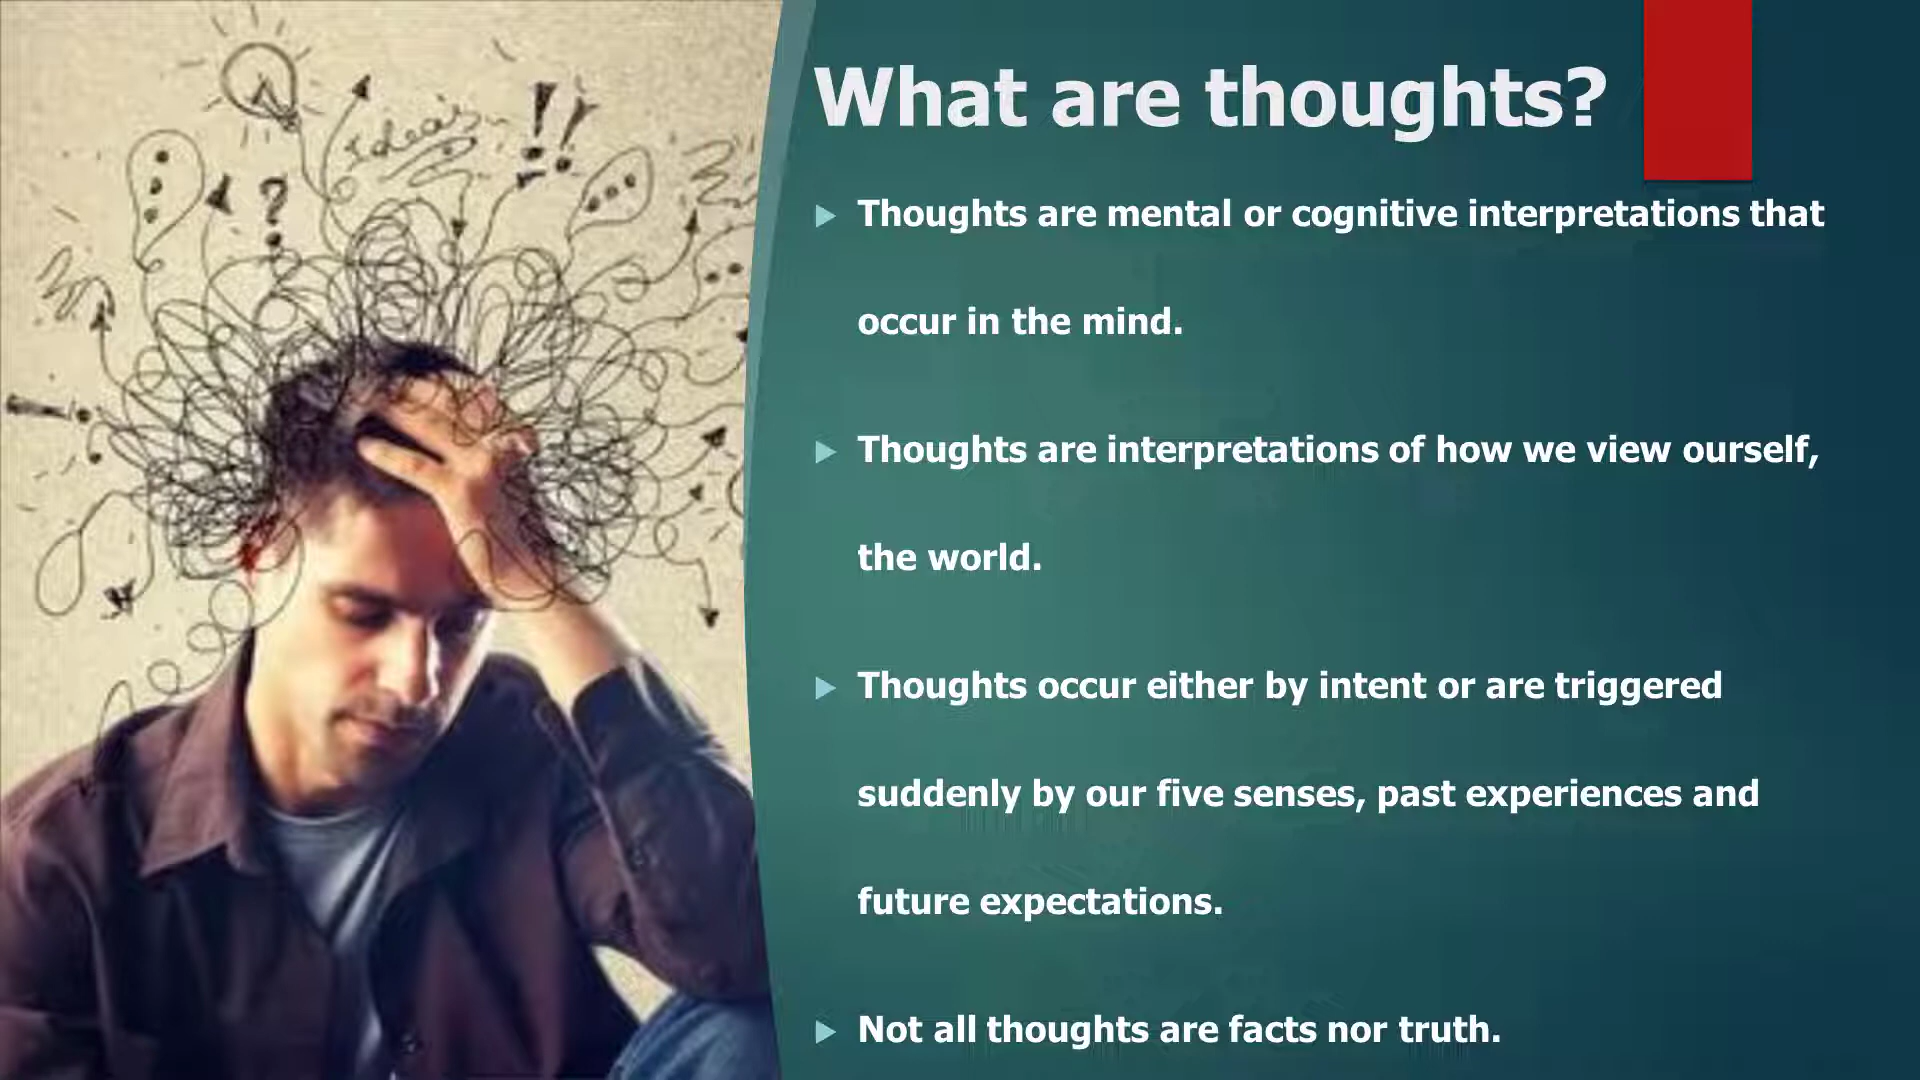 What are thoughts?
Thoughts are mental or cognitive interpretations that
occur in the mind.
Thoughts are interpretations of how we view ourself,
the world.
Thoughts occur either by intent or are triggered
suddenly by our five senses, past experiences and
future expectations.
Not all thoughts are facts nor truth.
Ideas
!!
?